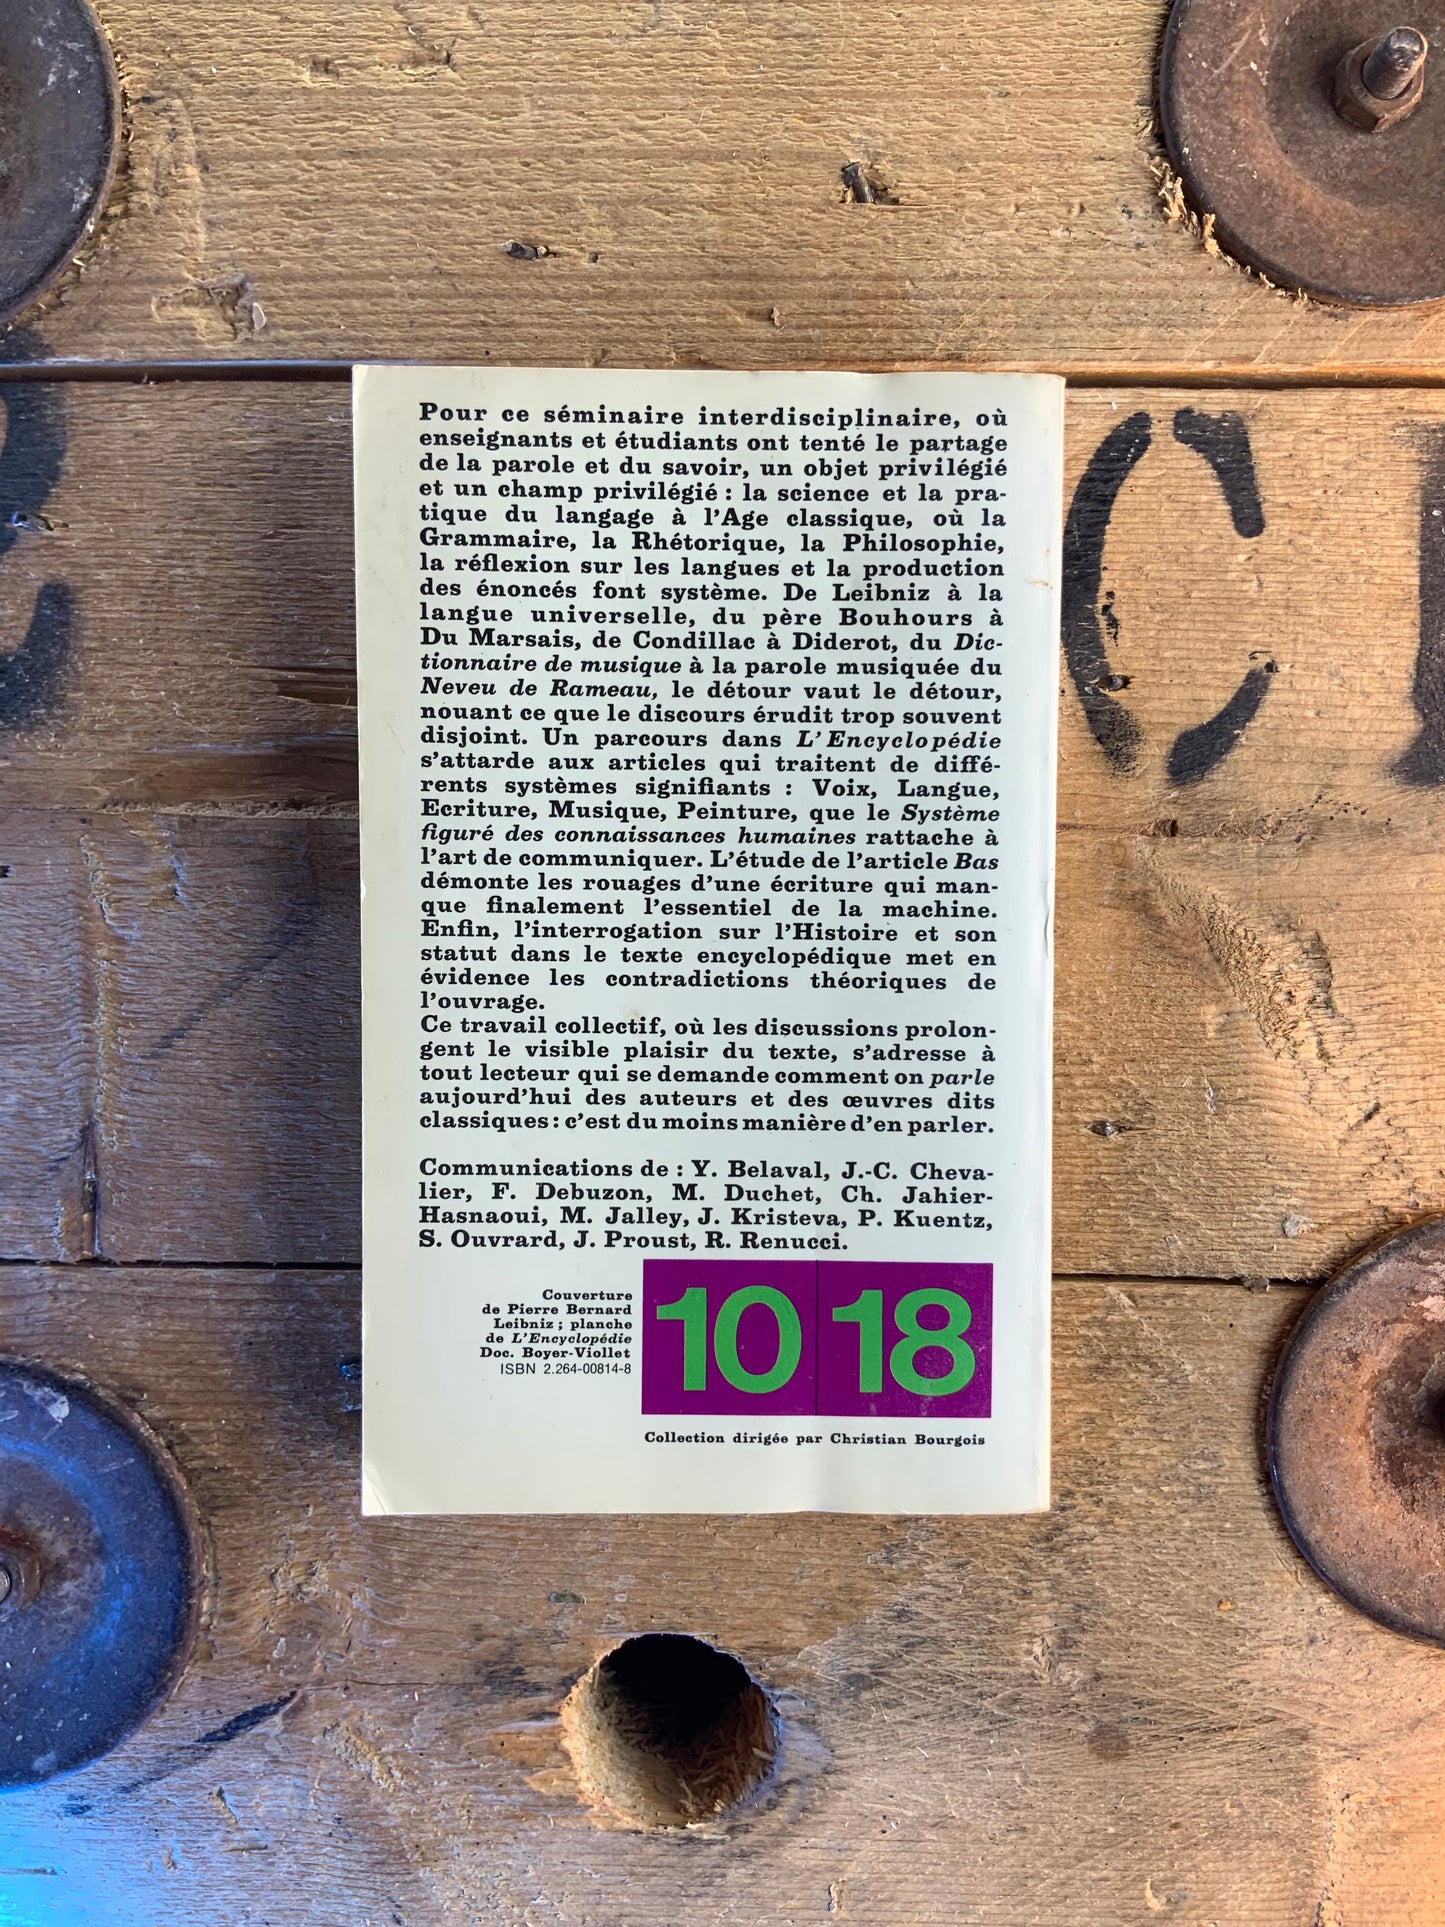 Pour ce séminaire interdisciplinaire, où
enseignants et étudiants ont tenté le partage
de la parole et du savoir, un objet privilégié
et un champ privilégié : la science et la pra-
tique du langage à l'Age classique, où la
Grammaire, la Rhétorique, la Philosophie,
la réflexion sur les langues et la production
des énoncés font système. De Leibniz à la
langue universelle, du père Bouhours à
Du Marsais, de Condillac à Diderot, du Dic-
tionnaire de musique à la parole musiquée du
Neveu de Rameau, le détour vaut le détour,
nouant ce que le discours érudit trop souvent
disjoint. Un parcours dans L'Encyclopédie
s'attarde aux articles qui traitent de diffé-
rents systèmes signifiants : Voix, Langue,
Ecriture, Musique, Peinture, que le Système
figuré des connaissances humaines rattache à
l'art de communiquer. L'étude de l'article Bas
démonte les rouages d'une écriture qui man-
que finalement l'essentiel de la machine.
Enfin, l'interrogation sur l'Histoire et son
statut dans le texte encyclopédique met en
évidence les contradictions théoriques de
l'ouvrage.
Ce travail collectif, où les discussions prolon-
gent le visible plaisir du texte, s'adresse à
tout lecteur qui se demande comment on parle
aujourd'hui des auteurs et des œuvres dits
classiques : c'est du moins manière d'en parler.
Communications de : Y. Belaval, J.-C. Cheva-
lier, F. Debuzon, M. Duchet, Ch. Jahier-
Hasnaoui, M. Jalley, J. Kristeva, P. Kuentz,
S. Ouvrard, J. Proust, R. Renucci.
Couverture
de Pierre Bernard
Leibniz ; planche
de L'Encyclopédie
Doc. Boyer-Viollet
ISBN 2.264-00814-8
10 18
Collection dirigée par Christian Bourgois
C